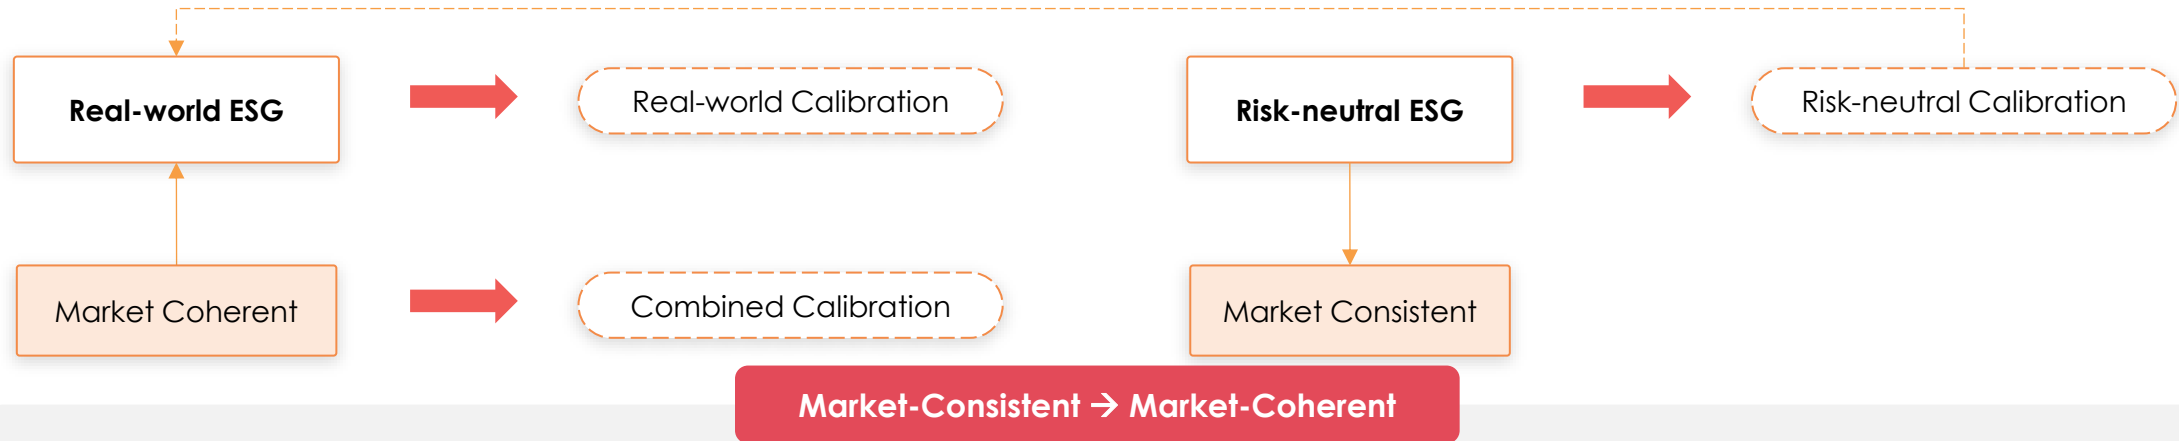 Real-world ESG
Real-world Calibration
Risk-neutral ESG
Risk-neutral Calibration
Market Coherent
Combined Calibration
Market Consistent
Market-Consistent → Market-Coherent